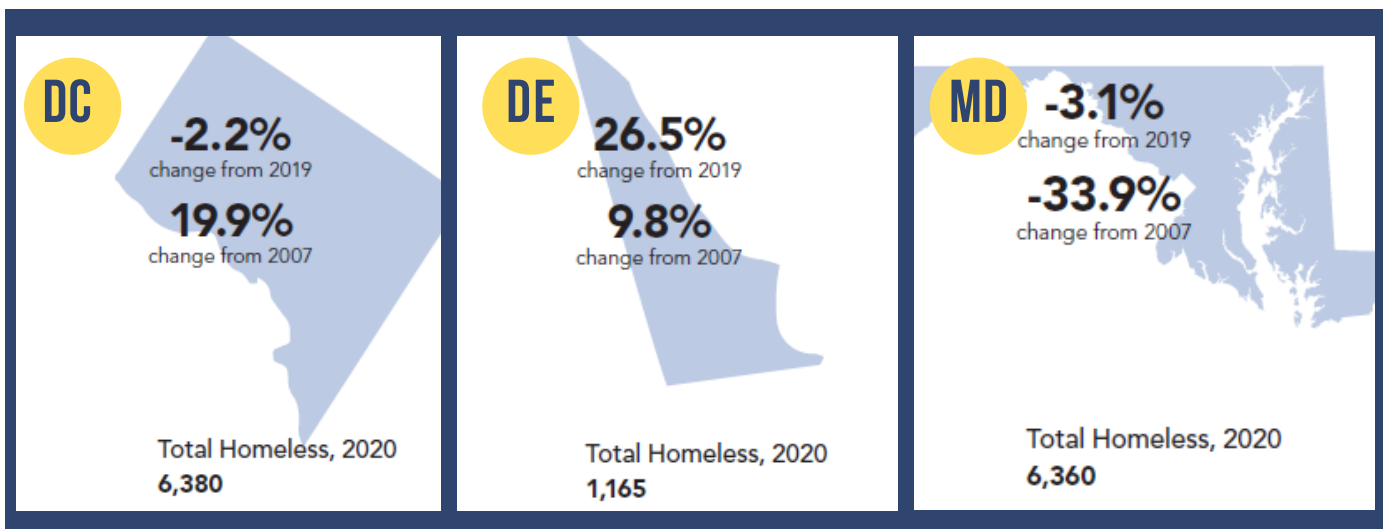 DC
-2.2%
change from 2019
19.9%
change from 2007
Total Homeless, 2020
6,380
DE
26.5%
change from 2019
9.8%
change from 2007
Total Homeless, 2020
1,165
MD
-3.1%
change from 2019
-33.9%
change from 2007
Total Homeless, 2020
6,360